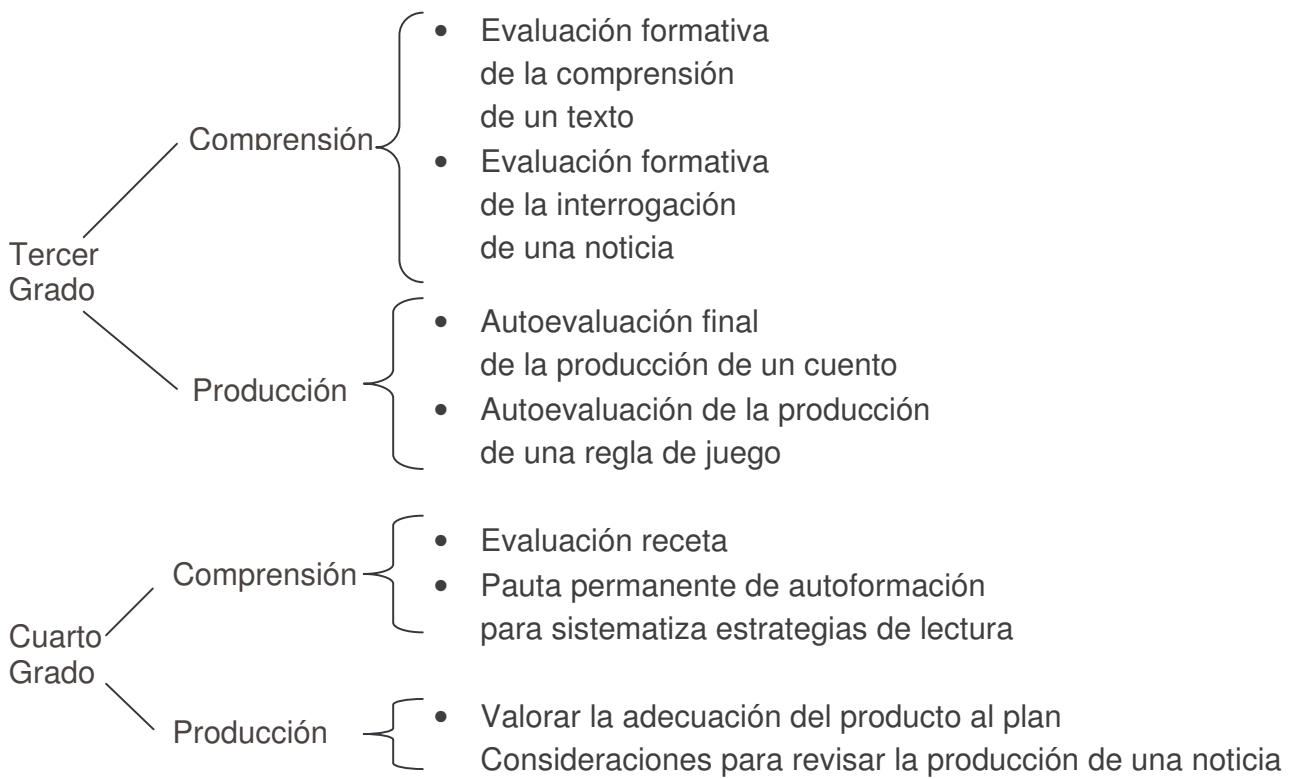 • Evaluación formativa
de la comprensión
de un texto
Comprensión
• Evaluación formativa
de la interrogación
de una noticia
Tercer
Grado
• Autoevaluación final
de la producción de un cuento
Producción
• Autoevaluación de la producción
de una regla de juego
• Evaluación receta
Comprensión
• Pauta permanente de autoformación
para sistematiza estrategias de lectura
Cuarto
Grado
• Valorar la adecuación del producto al plan
Producción
Consideraciones para revisar la producción de una noticia